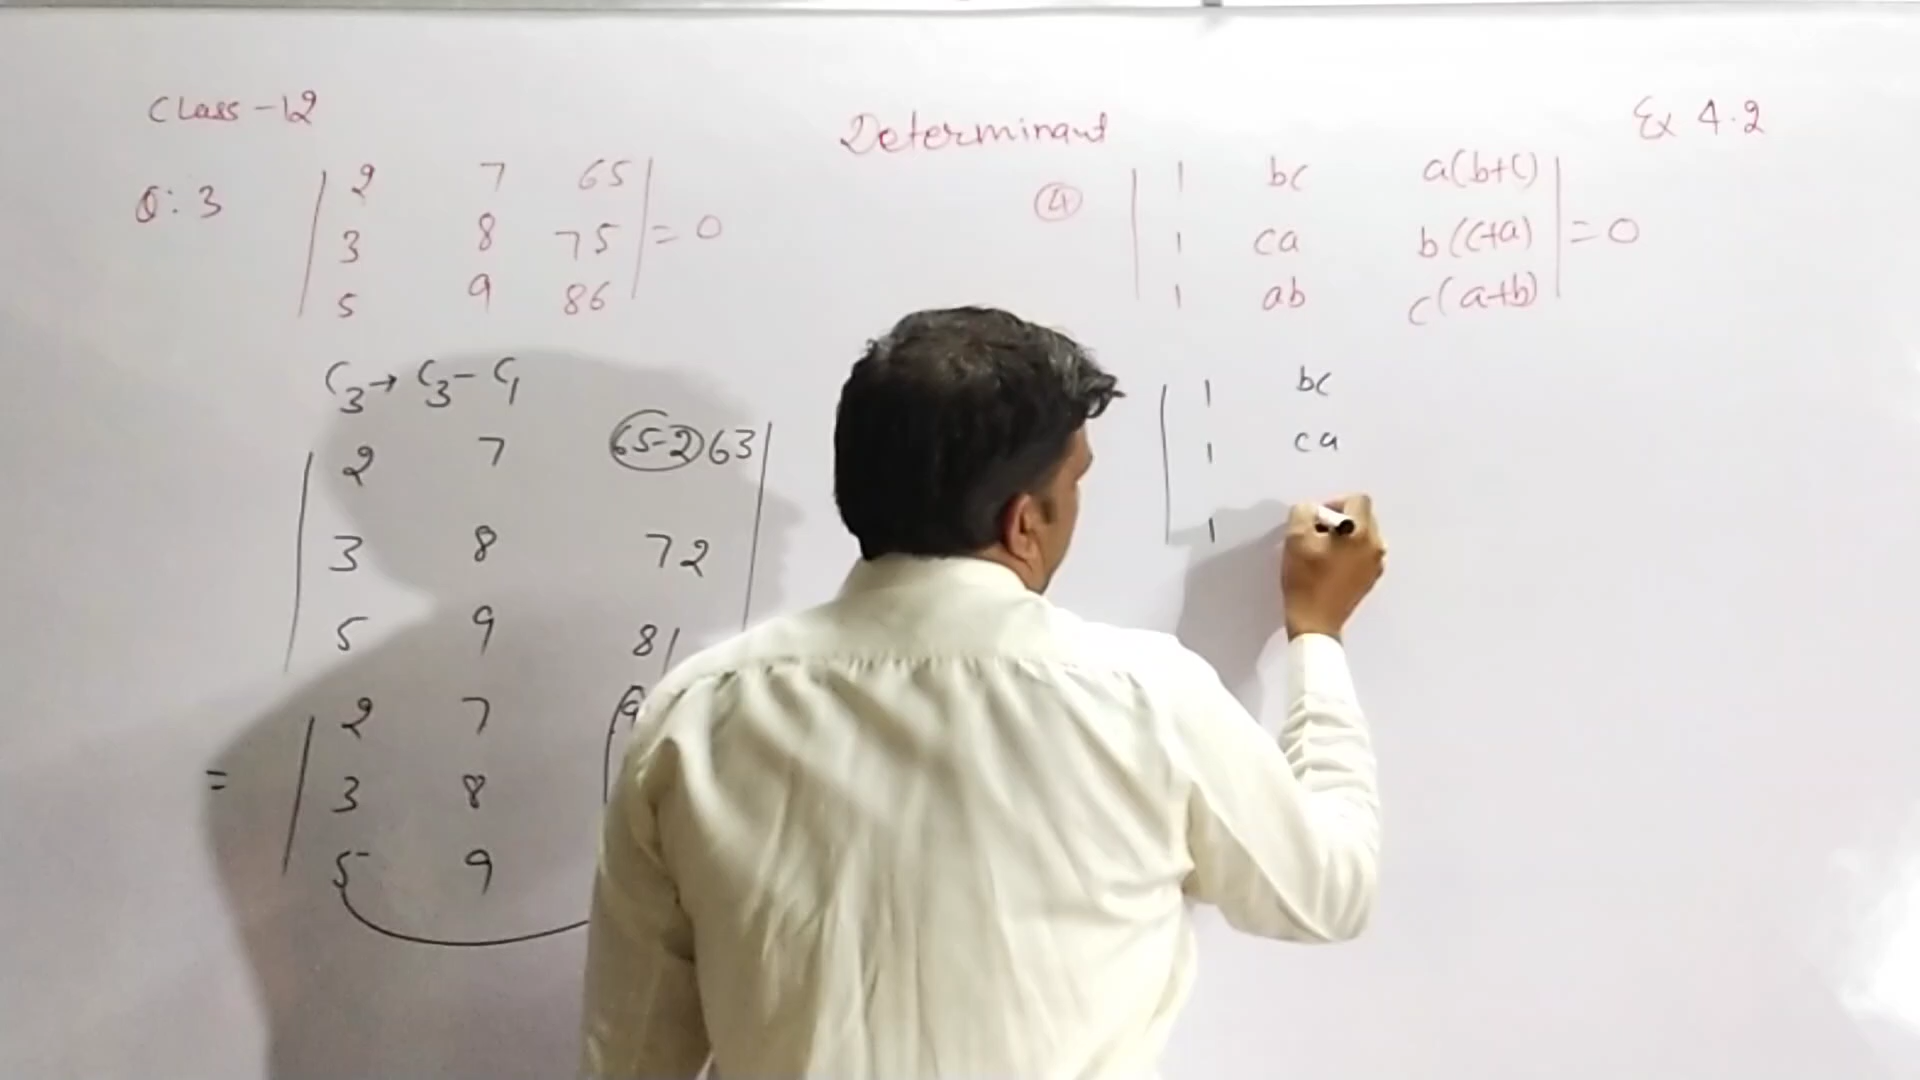 Class-12
Determinant
Ex 4.2
Q: 3
| 2 7 65 |
| 3 8 75 | = 0
| 5 9 86 |
C3 → C3 - C1
| 2 7 65-2 63 |
| 3 8 72 |
| 5 9 81
= | 2 7 (9
| 3 8
| 5 9
④
| 1 bc a(b+c) |
| 1 ca b(c+a) | = 0
| 1 ab c(a+b) |
| 1 bc
| 1 ca
| 1